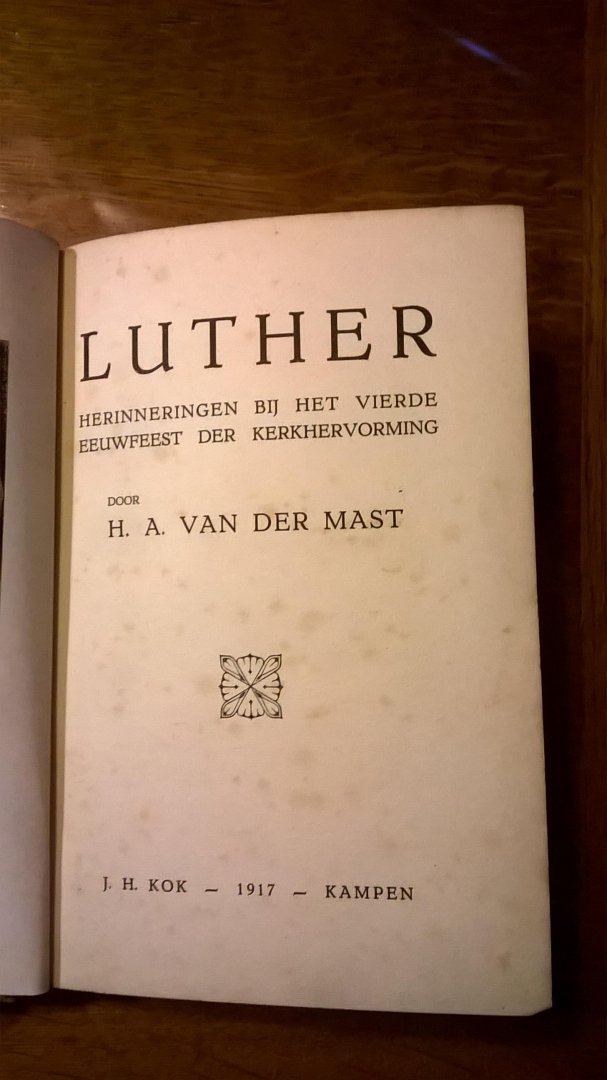 LUTHER
HERINNERINGEN BIJ HET VIERDE
EEUWFEEST DER KERKHERVORMING
DOOR
H. A. VAN DER MAST
J. H. KOK — 1917 — KAMPEN